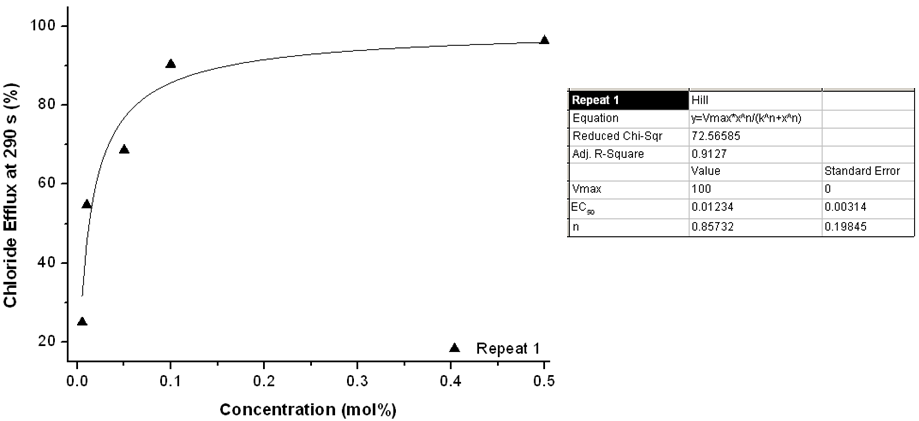 100
80
60
40
20
Chloride Efflux at 290 s (%)
0.0 0.1 0.2 0.3 0.4 0.5
Concentration (mol%)
Repeat 1
Repeat 1 Hill
Equation y=Vmax*x^n/(k^n+x^n)
Reduced Chi-Sqr 72.56585
Adj. R-Square 0.9127
Value Standard Error
Vmax 100 0
EC50 0.01234 0.00314
n 0.85732 0.19845